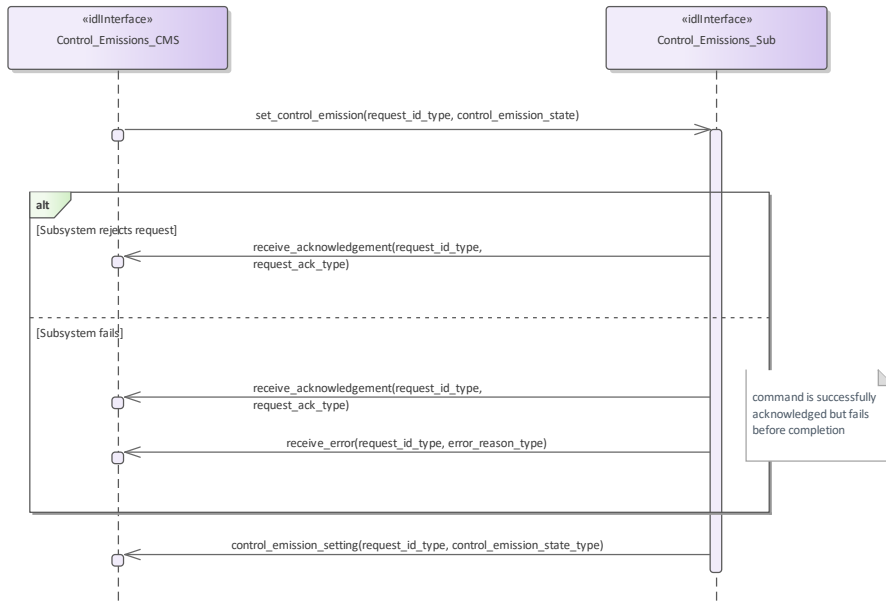 «idlInterface»
Control_Emissions_CMS
«idlInterface»
Control_Emissions_Sub
set_control_emission(request_id_type, control_emission_state)
alt
[Subsystem rejects request]
receive_acknowledgement(request_id_type,
request_ack_type)
[Subsystem fails]
receive_acknowledgement(request_id_type,
request_ack_type)
command is successfully
acknowledged but fails
before completion
receive_error(request_id_type, error_reason_type)
control_emission_setting(request_id_type, control_emission_state_type)